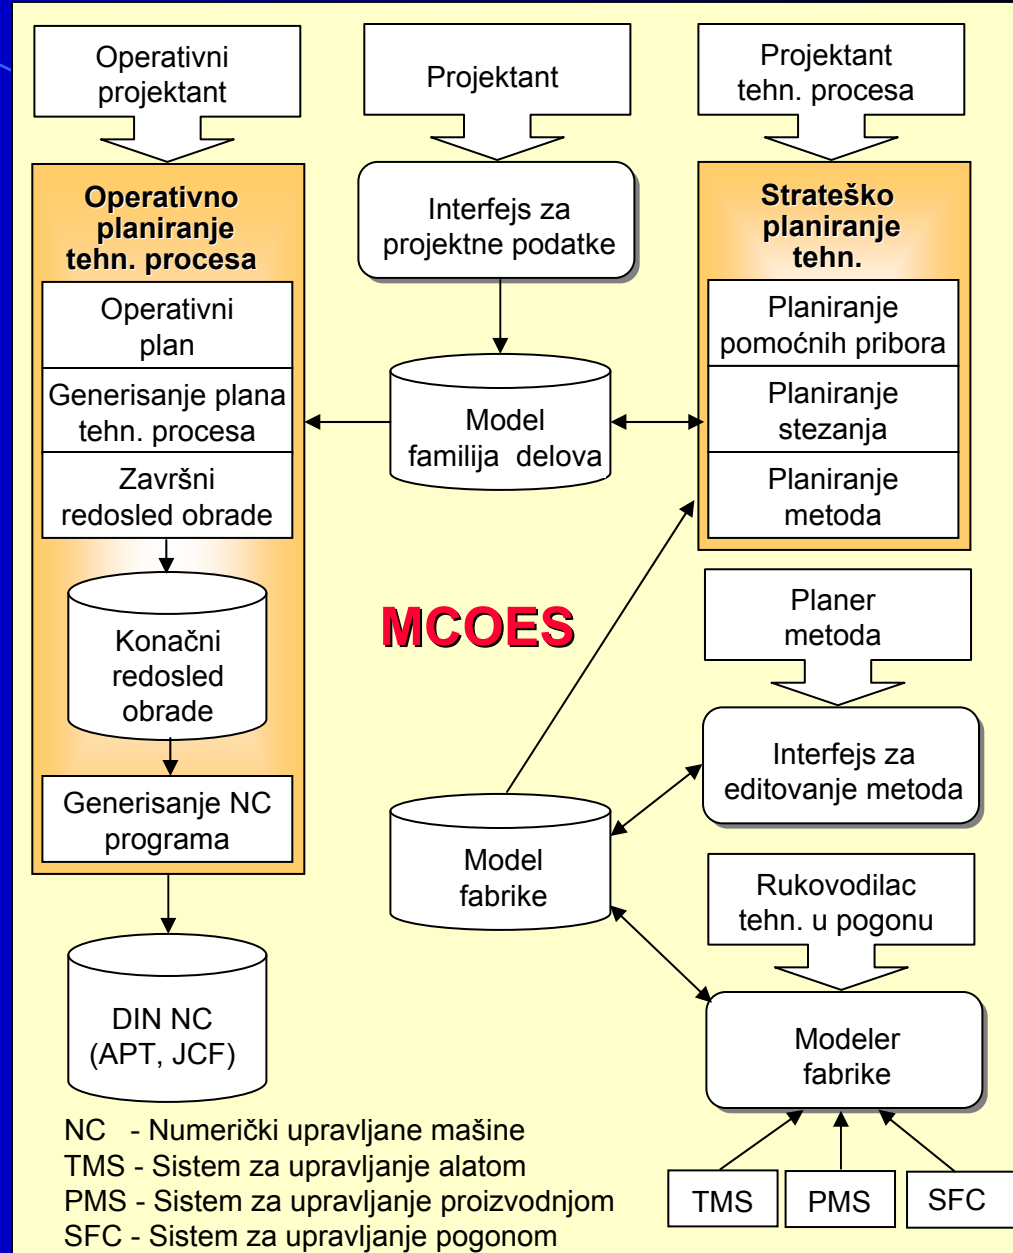 Operativni
projektant
Projektant
Projektant
tehn. procesa
Operativno
planiranje
tehn. procesa
Operativni
plan
Generisanje plana
tehn. procesa
Završni
redosled obrade
Konačni
redosled
obrade
Generisanje NC
programa
DIN NC
(APT, JCF)
Interfejs za
projektne podatke
Model
familija delova
MCOES
Model
fabrike
Strateško
planiranje
tehn.
Planiranje
pomoćnih pribora
Planiranje
stezanja
Planiranje
metoda
Planer
metoda
Interfejs za
editovanje metoda
Rukovodilac
tehn. u pogonu
Modeler
fabrike
TMS
PMS
SFC
NC - Numerički upravljane mašine
TMS - Sistem za upravljanje alatom
PMS - Sistem za upravljanje proizvodnjom
SFC - Sistem za upravljanje pogonom